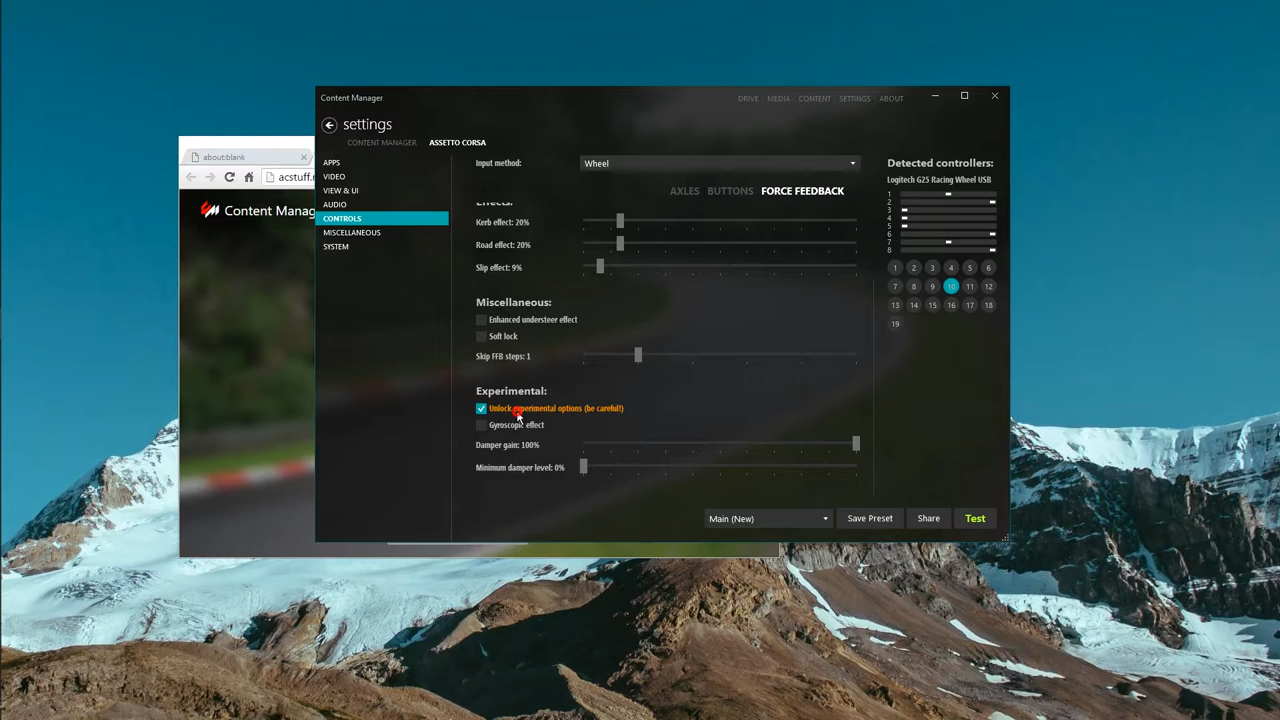 Content Manager
DRIVE MEDIA CONTENT SETTINGS ABOUT
settings
CONTENT MANAGER ASSETTO CORSA
about:blank
acstuff.r
Content Manag
APPS
VIDEO
VIEW & UI
AUDIO
CONTROLS
MISCELLANEOUS
SYSTEM
Input method: Wheel
AXLES BUTTONS FORCE FEEDBACK
Effects:
Kerb effect: 20%
Road effect: 20%
Slip effect: 9%
Miscellaneous:
Enhanced understeer effect
Soft lock
Skip FFB steps: 1
Experimental:
Unlock experimental options (be careful!)
Gyroscopic effect
Damper gain: 100%
Minimum damper level: 0%
Main (New) Save Preset Share Test
Detected controllers:
Logitech G25 Racing Wheel USB
1
2
3
4
5
6
7
8
1 2 3 4 5 6
7 8 9 10 11 12
13 14 15 16 17 18
19